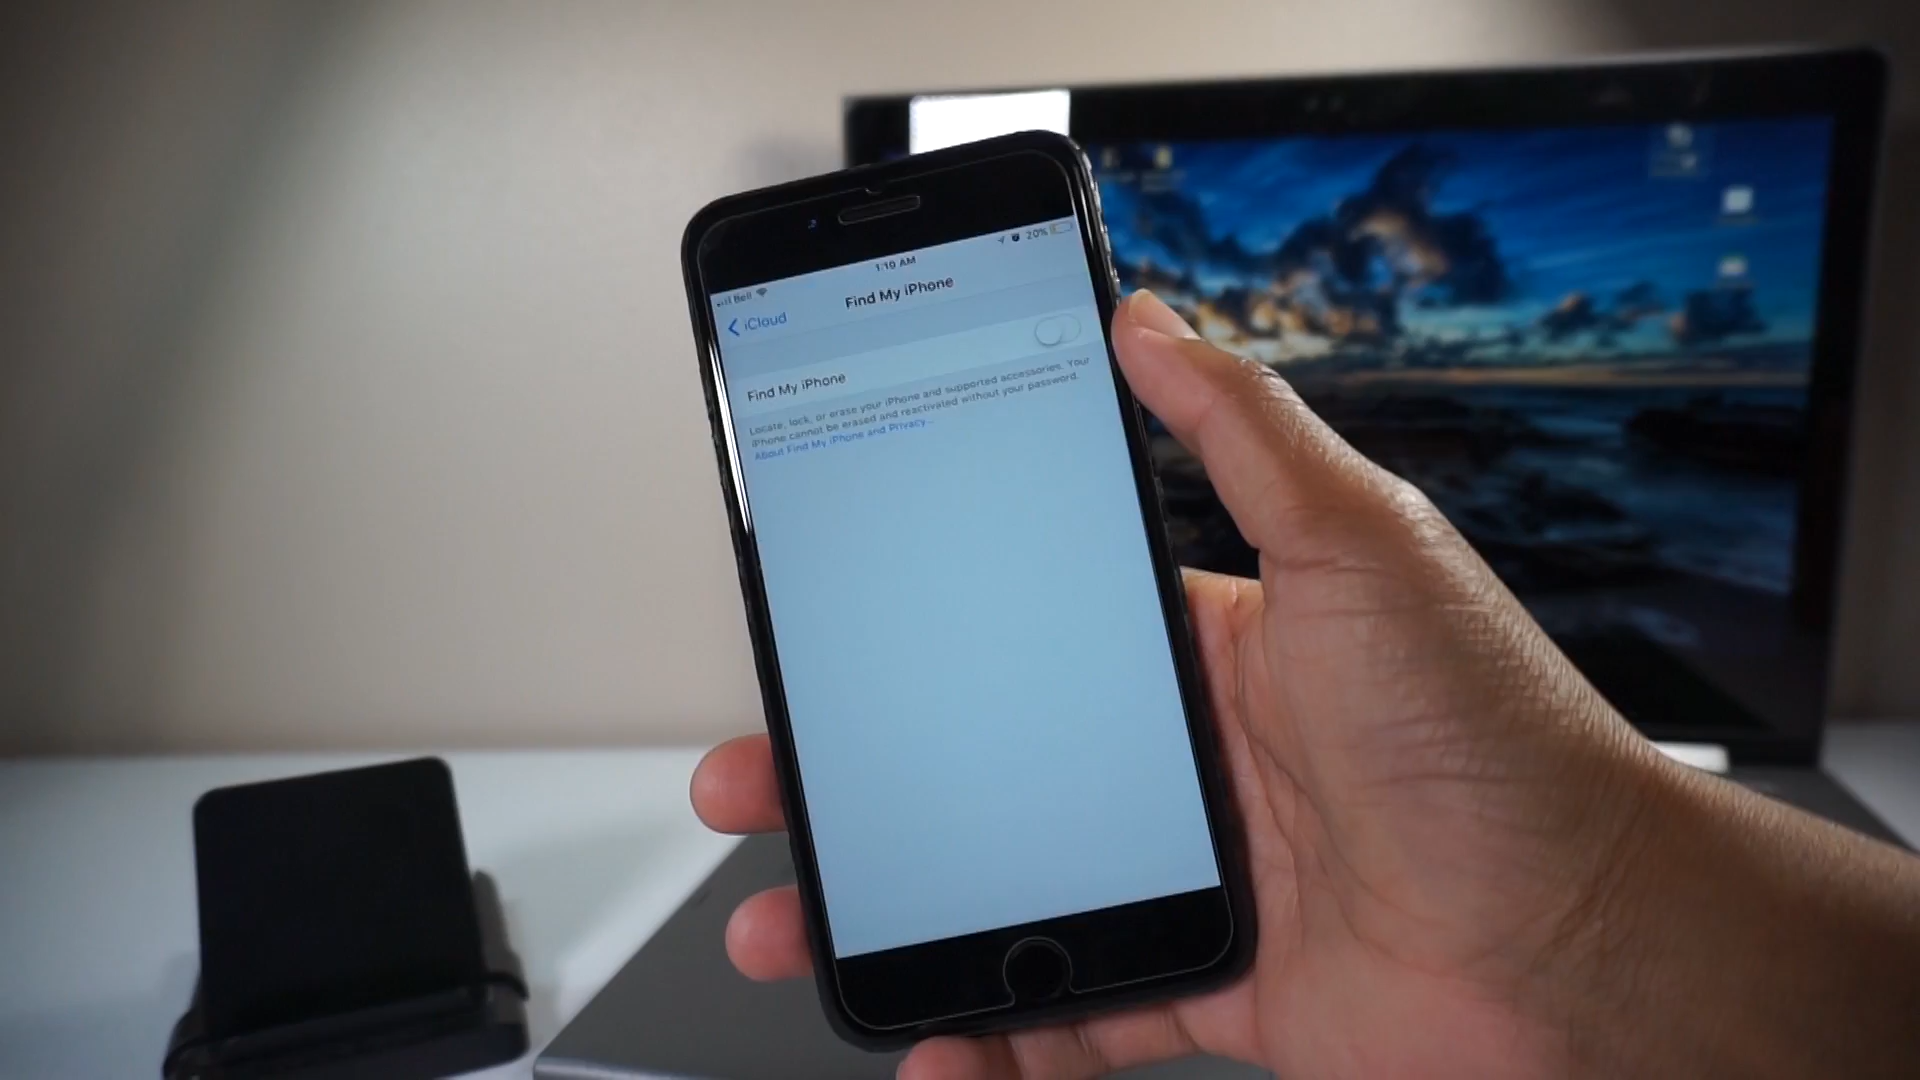 Bell
1:10 AM
20%
iCloud
Find My iPhone
Find My iPhone
Locate, lock, or erase your iPhone and supported accessories. Your
iPhone cannot be erased and reactivated without your password.
About Find My iPhone and Privacy...